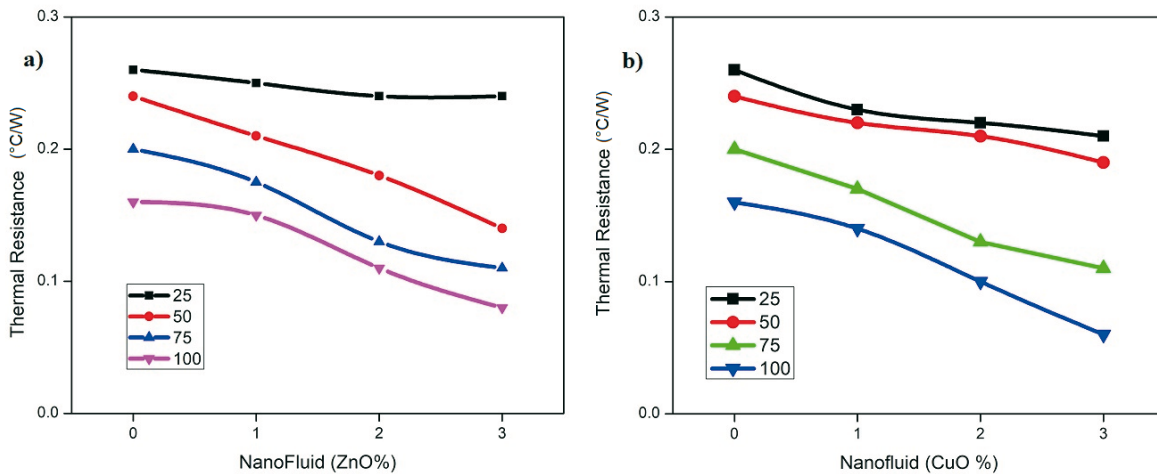 a)
Thermal Resistance (°C/W)
0.3
0.2
0.1
0.0
25
50
75
100
0 1 2 3
NanoFluid (ZnO%)
b)
Thermal Resistance (°C/W)
0.3
0.2
0.1
0.0
25
50
75
100
0 1 2 3
Nanofluid (CuO %)